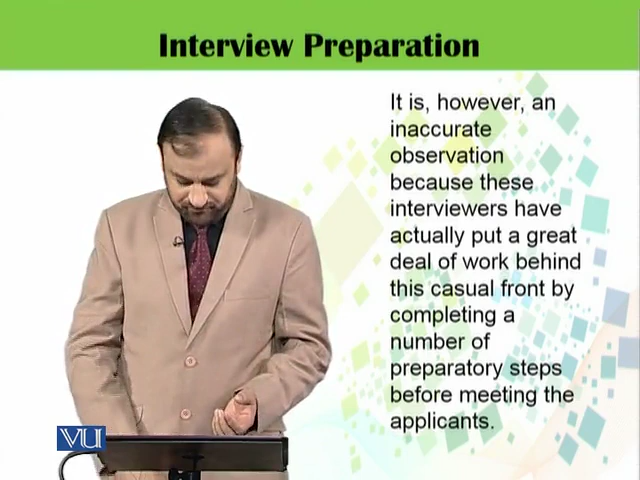 Interview Preparation
It is, however, an
inaccurate
observation
because these
interviewers have
actually put a great
deal of work behind
this casual front by
completing a
number of
preparatory steps
before meeting the
applicants.
VU